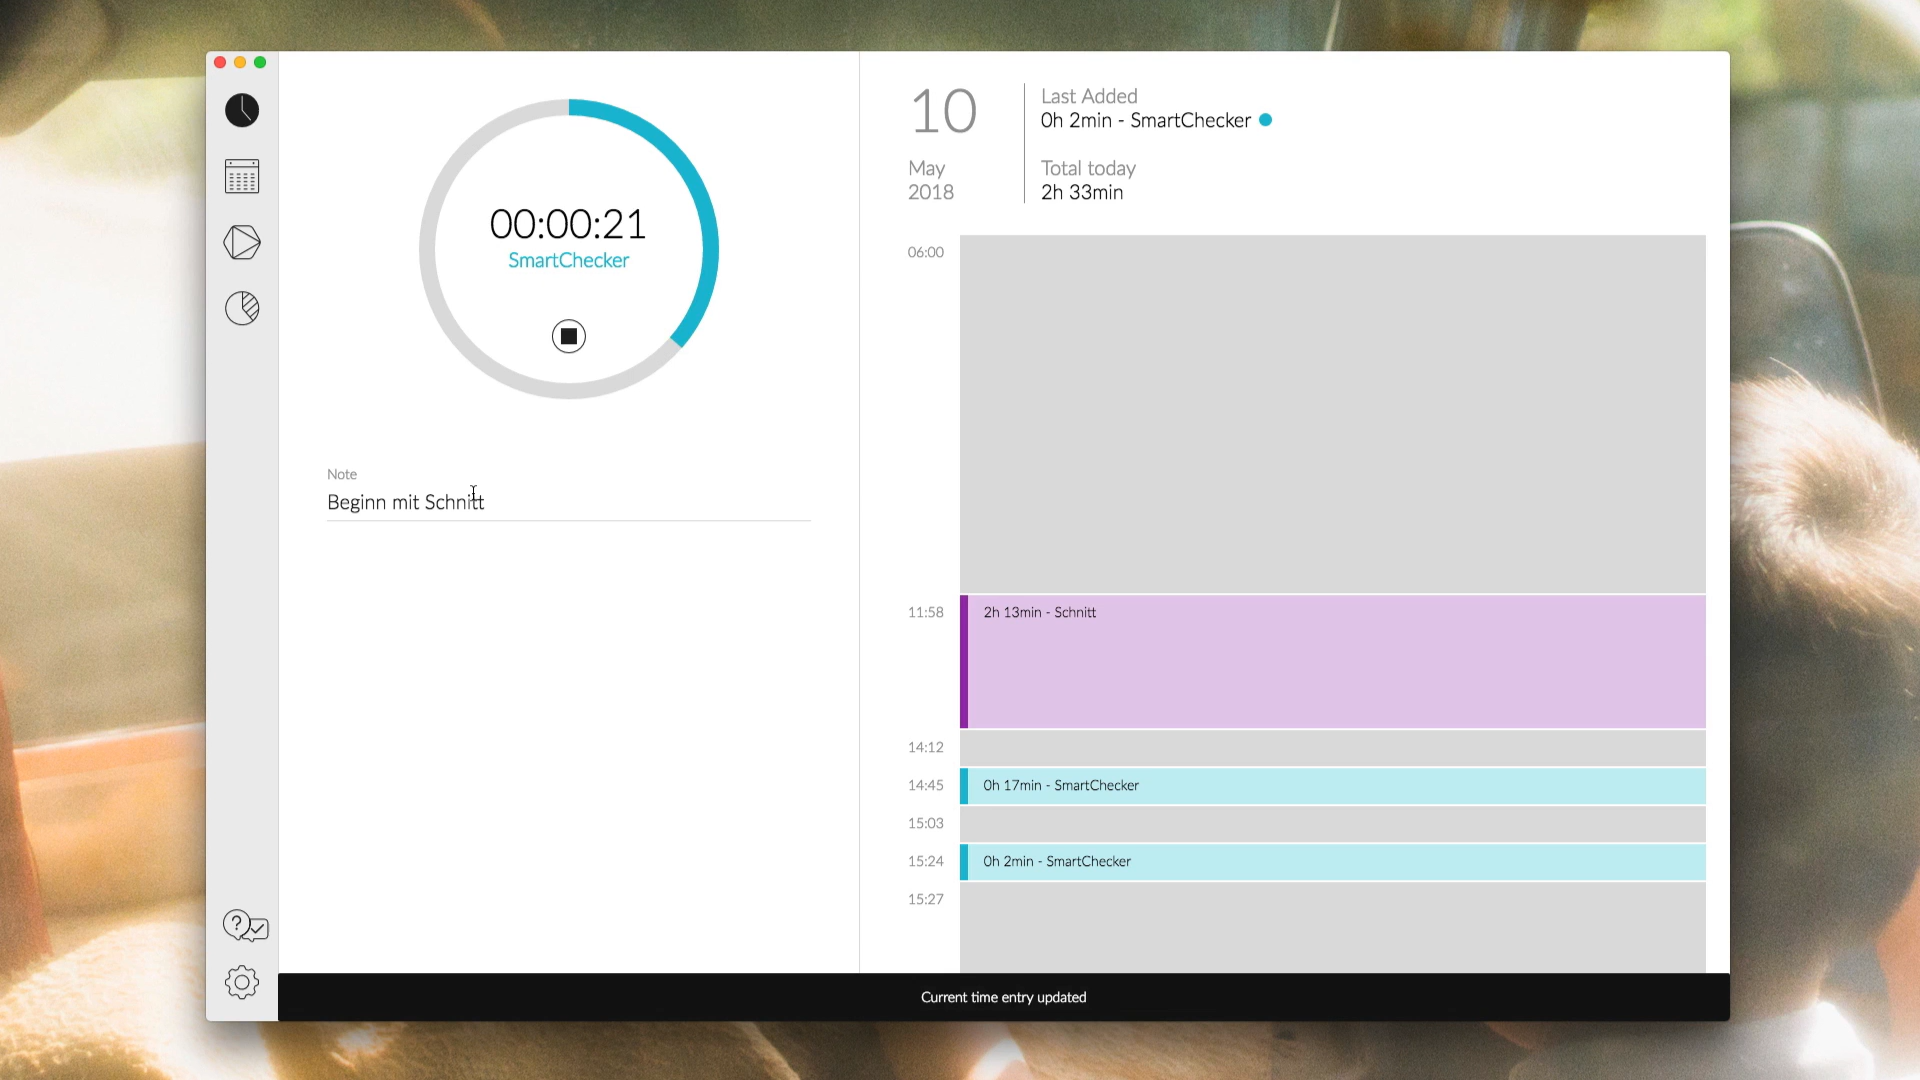 00:00:21
SmartChecker
Note
Beginn mit Schnitt
10
May
2018
Last Added
0h 2min - SmartChecker
Total today
2h 33min
06:00
11:58
2h 13min - Schnitt
14:12
14:45
0h 17min - SmartChecker
15:03
15:24
0h 2min - SmartChecker
15:27
?
Current time entry updated